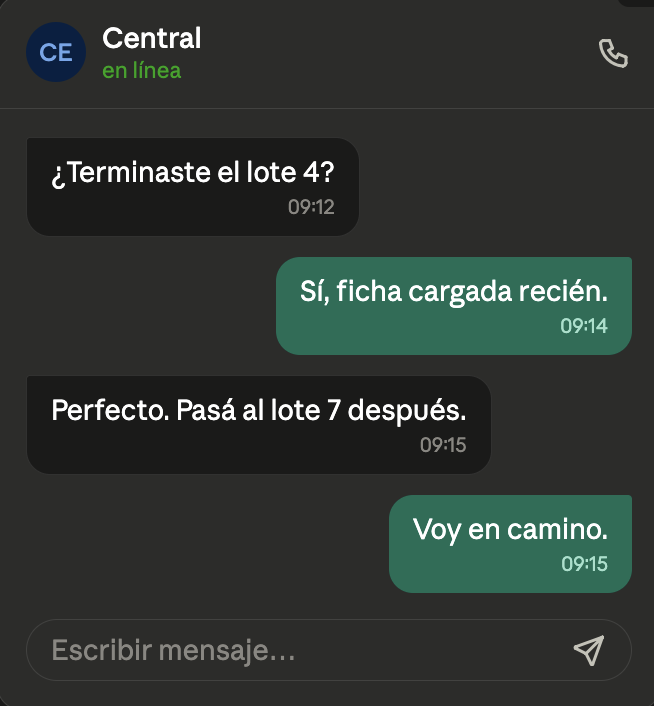 CE
Central
en línea
¿Terminaste el lote 4?
09:12
Sí, ficha cargada recién.
09:14
Perfecto. Pasá al lote 7 después.
09:15
Voy en camino.
09:15
Escribir mensaje...